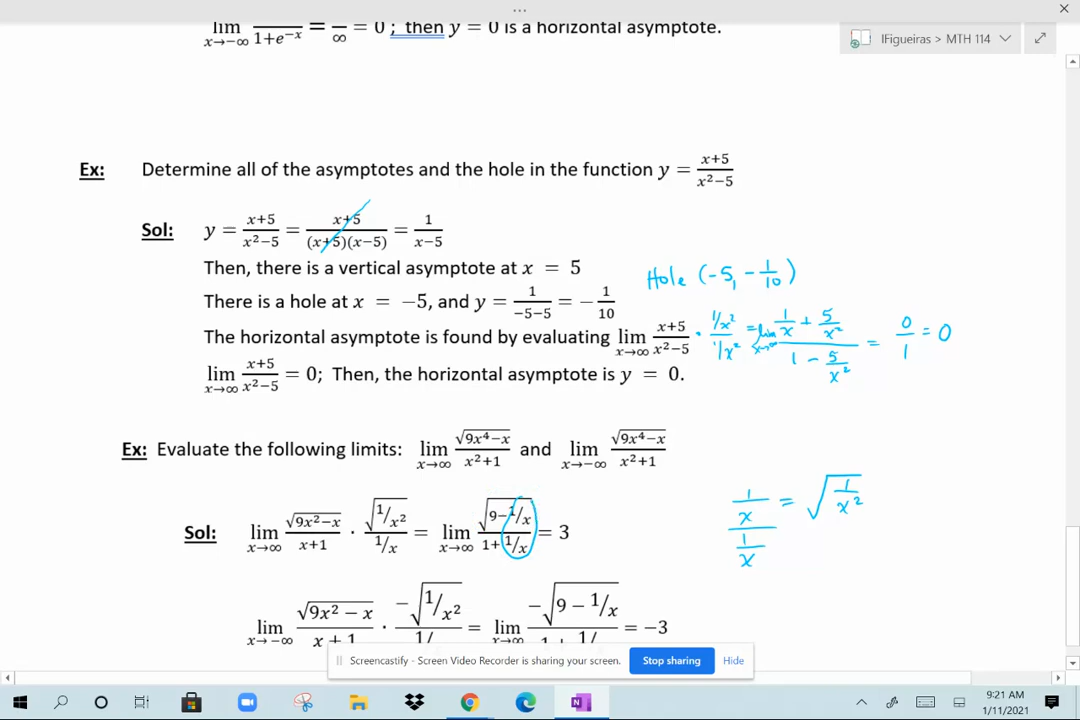 lim x→−∞ 1+e^−x = ∞ = 0 ; then y = 0 is a horizontal asymptote.
IFigueiras > MTH 114
Ex: Determine all of the asymptotes and the hole in the function y = (x+5)/(x²−5)
Sol: y = (x+5)/(x²−5) = (x+5)/((x+5)(x−5)) = 1/(x−5)
Then, there is a vertical asymptote at x = 5
Hole (-5, -1/10)
There is a hole at x = −5, and y = 1/(−5−5) = −1/10
The horizontal asymptote is found by evaluating lim x→∞ (x+5)/(x²−5) · (1/x²)/(1/x²) = lim x→∞ (1/x + 5/x²)/(1 − 5/x²) = 0/1 = 0
lim x→∞ (x+5)/(x²−5) = 0; Then, the horizontal asymptote is y = 0.
Ex: Evaluate the following limits: lim x→∞ √(9x⁴−x)/(x²+1) and lim x→−∞ √(9x⁴−x)/(x²+1)
(1/x)/(1/x) = √(1/x²)
Sol: lim x→∞ √(9x²−x)/(x+1) · √(1/x²)/(1/x) = lim x→∞ √(9−1/x)/(1+1/x) = 3
lim x→−∞ √(9x² − x)/(x + 1) · −√(1/x²)/(1/ = lim x→∞ −√(9 − 1/x)/(1 + 1/ = −3
Screencastify - Screen Video Recorder is sharing your screen.
Stop sharing
Hide
9:21 AM
1/11/2021